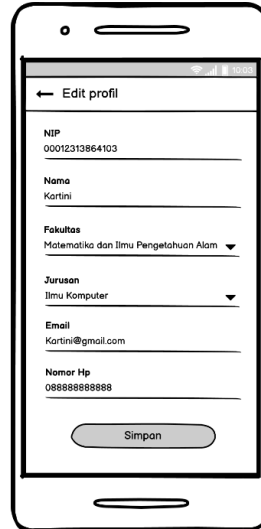 10:03
Edit profil
NIP
00012313864103
Nama
Kartini
Fakultas
Matematika dan Ilmu Pengetahuan Alam
Jurusan
Ilmu Komputer
Email
Kartini@gmail.com
Nomor Hp
088888888888
Simpan